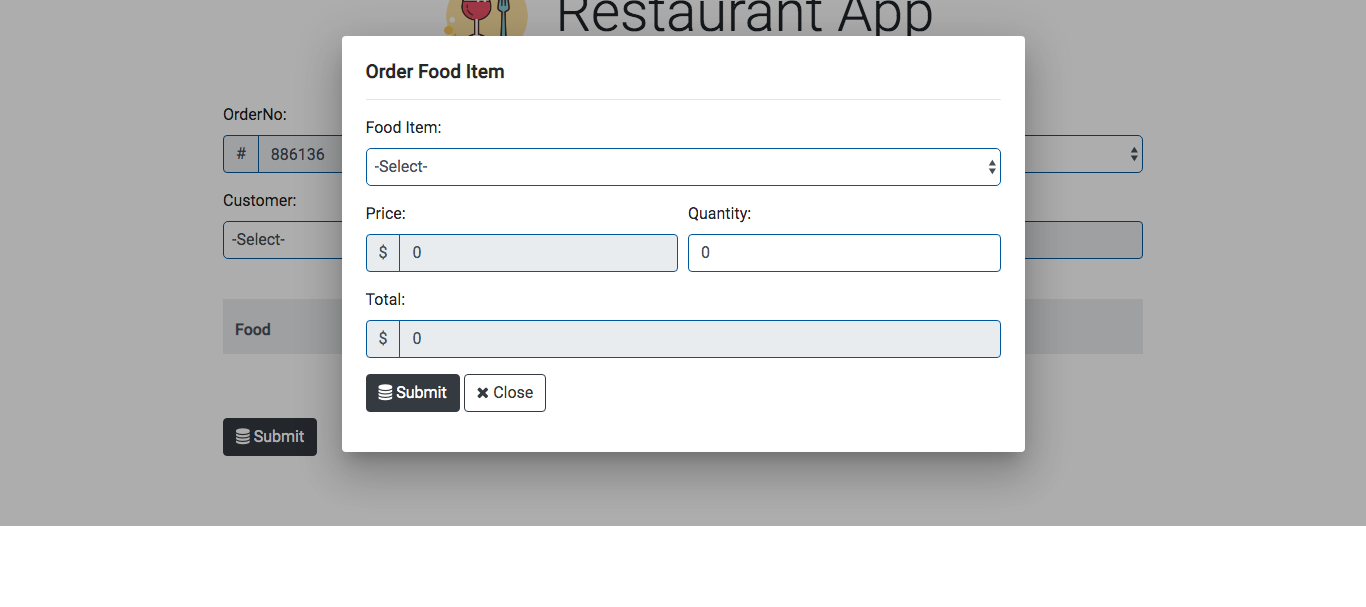 Restaurant App
Order Food Item
OrderNo:
# 886136
Customer:
-Select-
Food
Submit
Food Item:
-Select-
Price: Quantity:
$ 0 0
Total:
$ 0
Submit Close